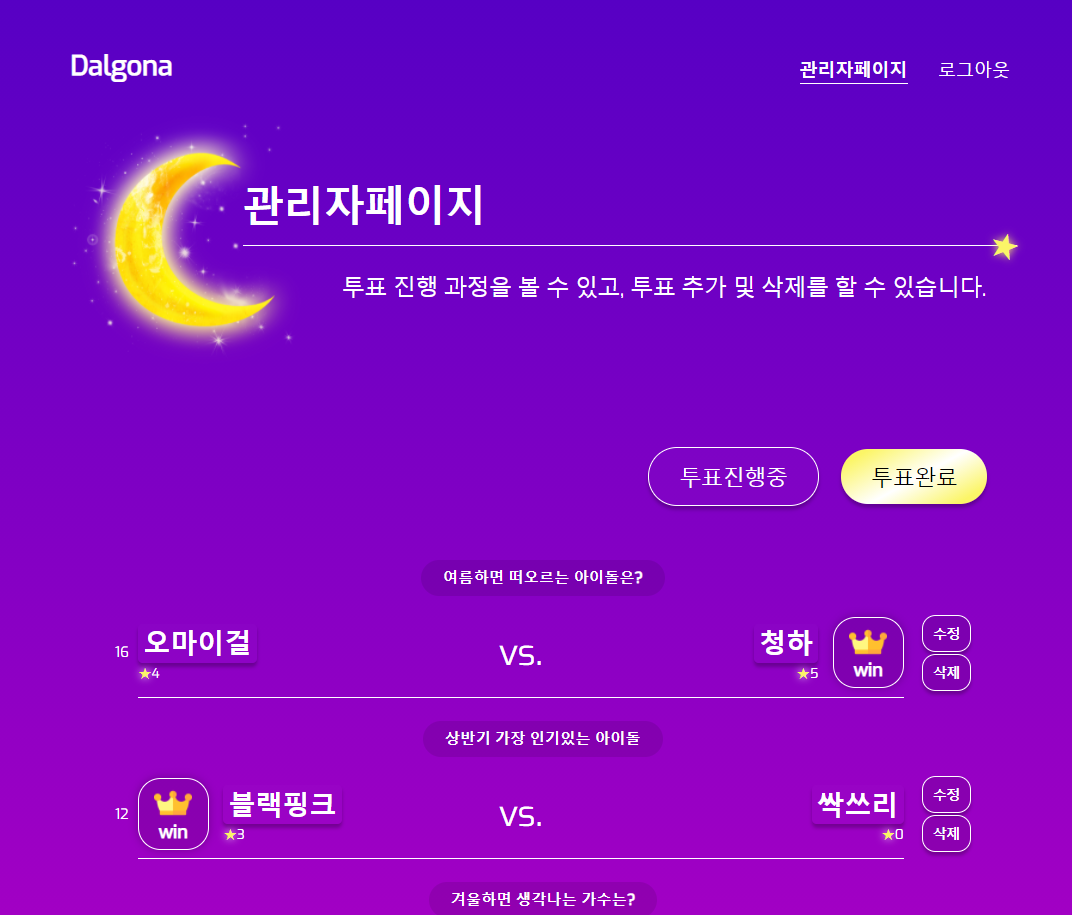 Dalgona
관리자페이지 로그아웃
관리자페이지
투표 진행 과정을 볼 수 있고, 투표 추가 및 삭제를 할 수 있습니다.
투표진행중 투표완료
여름하면 떠오르는 아이돌은?
16 오마이걸 vs. 청하 win 수정
★4 ★5 삭제
상반기 가장 인기있는 아이돌
12 win 블랙핑크 vs. 싹쓰리 수정
★3 ★0 삭제
겨울하면 생각나는 가수는?